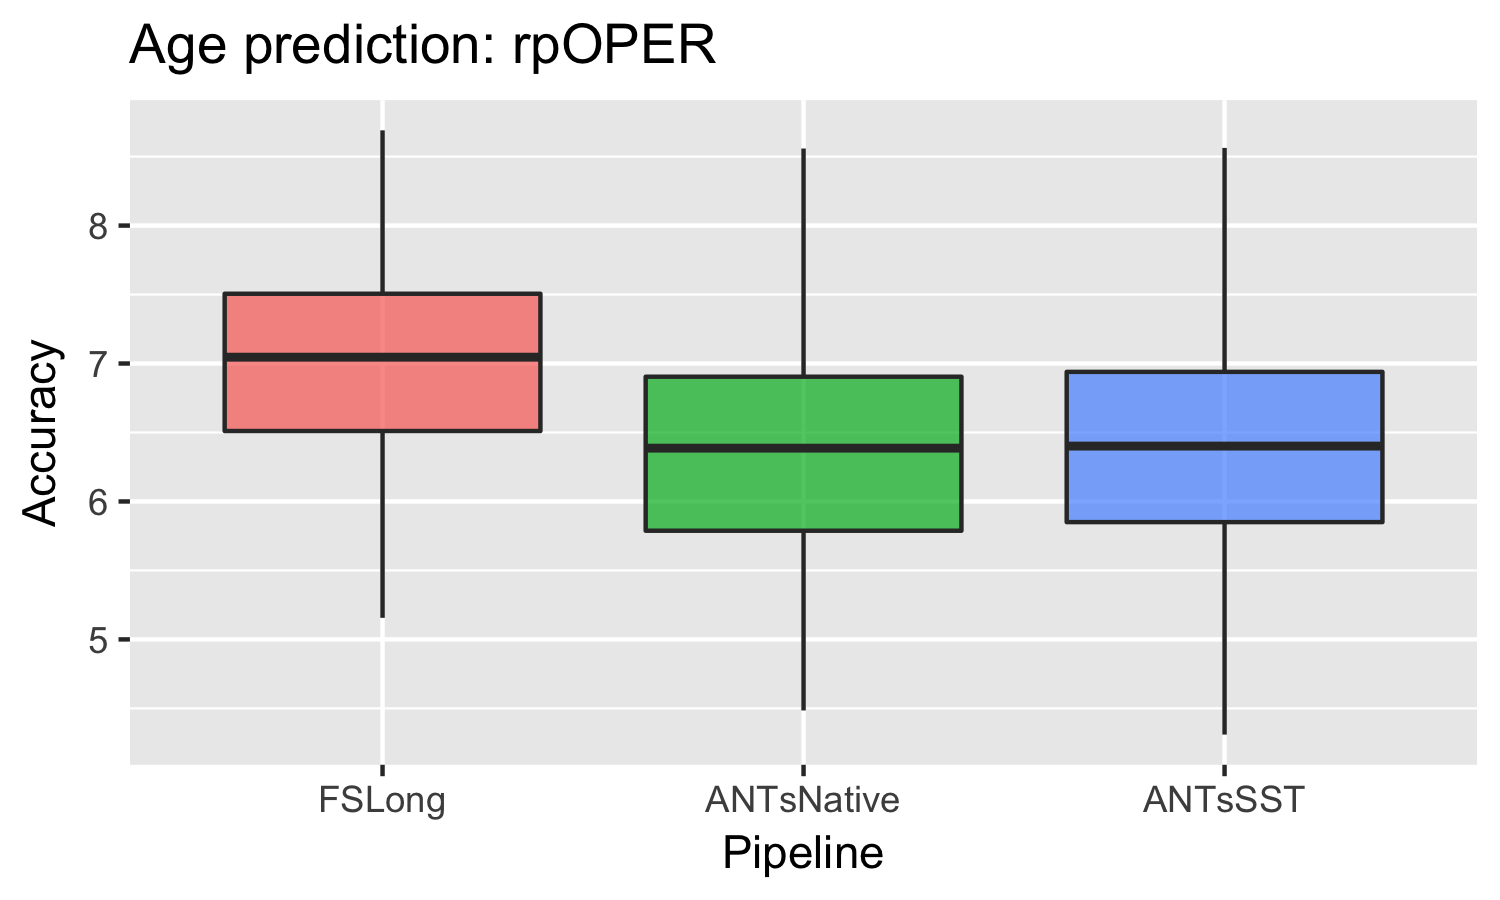 Age prediction: rpOPER
Accuracy
8
7
6
5
FSLong
ANTsNative
ANTsSST
Pipeline